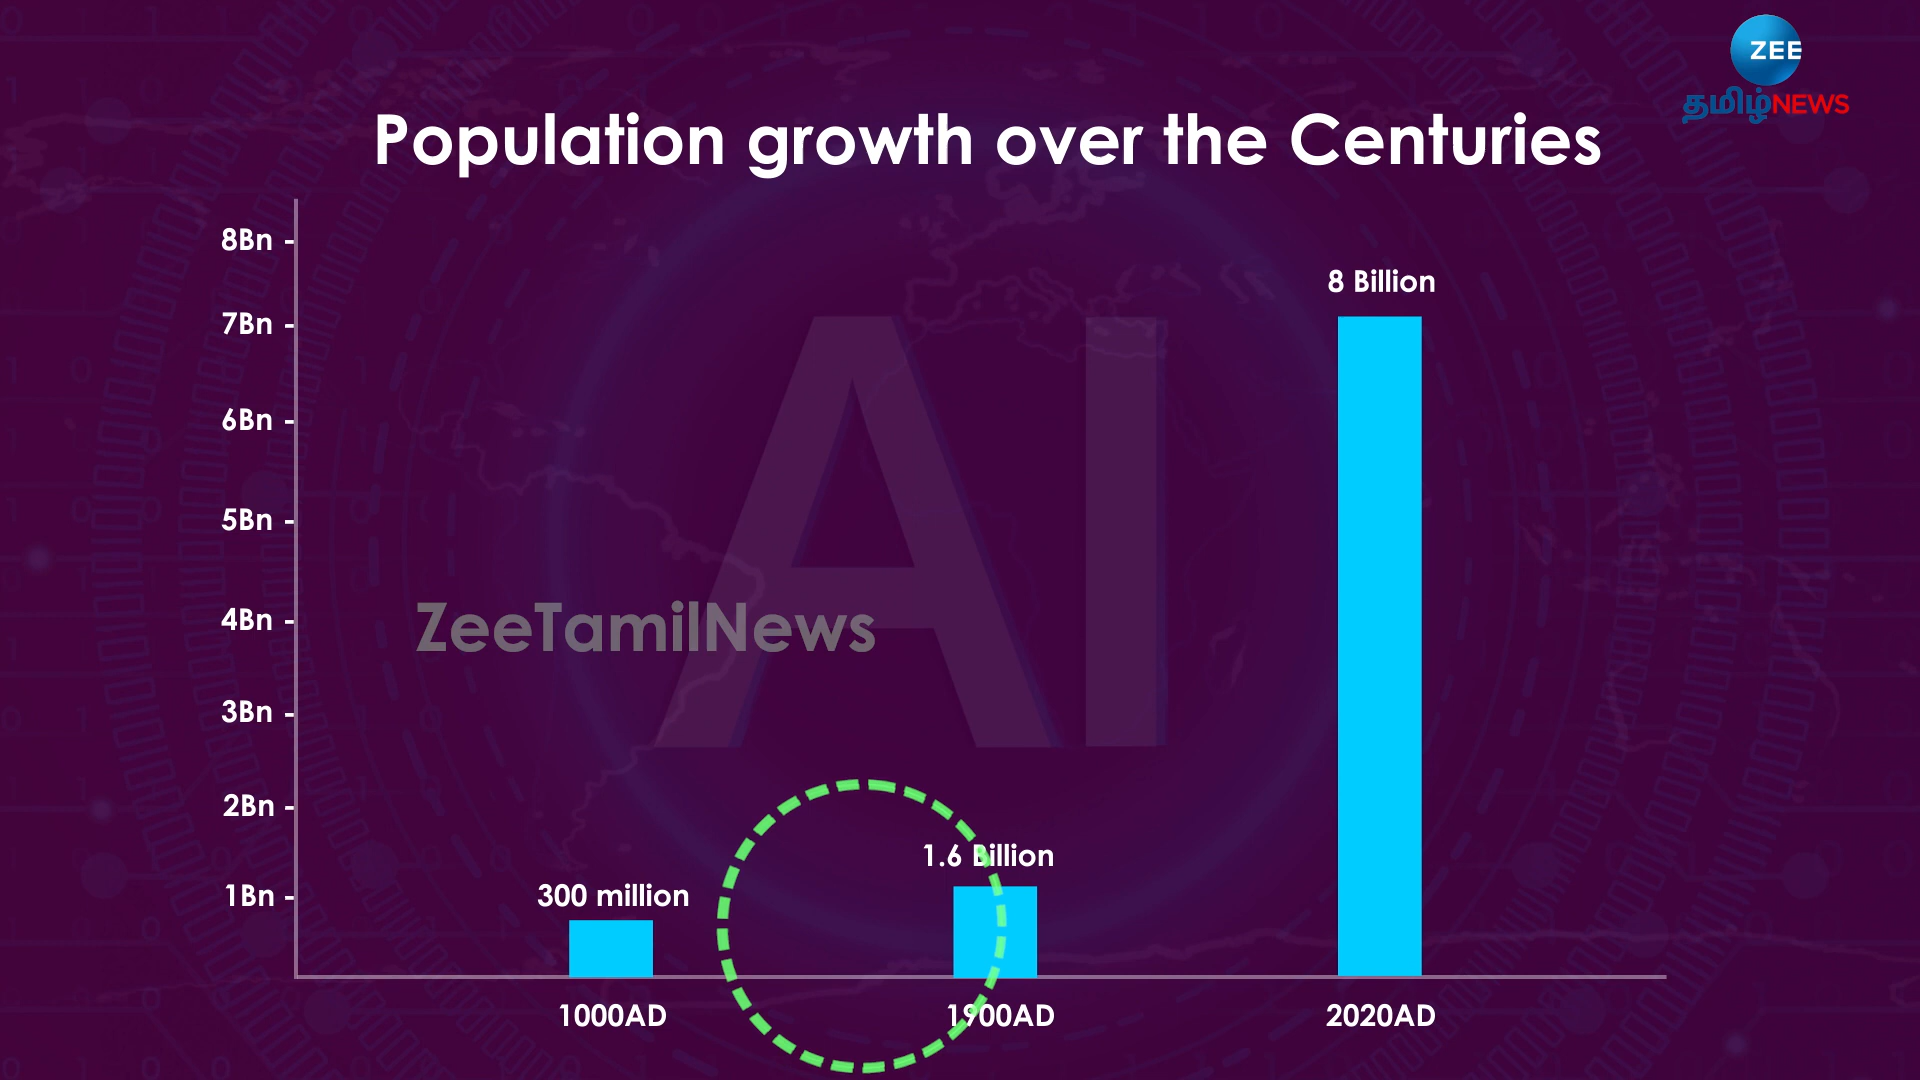 ZEE
தமிழ்NEWS
Population growth over the Centuries
8Bn -
7Bn -
6Bn -
5Bn -
4Bn -
3Bn -
2Bn -
1Bn -
8 Billion
AI
ZeeTamilNews
1.6 Billion
300 million
1000AD
1900AD
2020AD